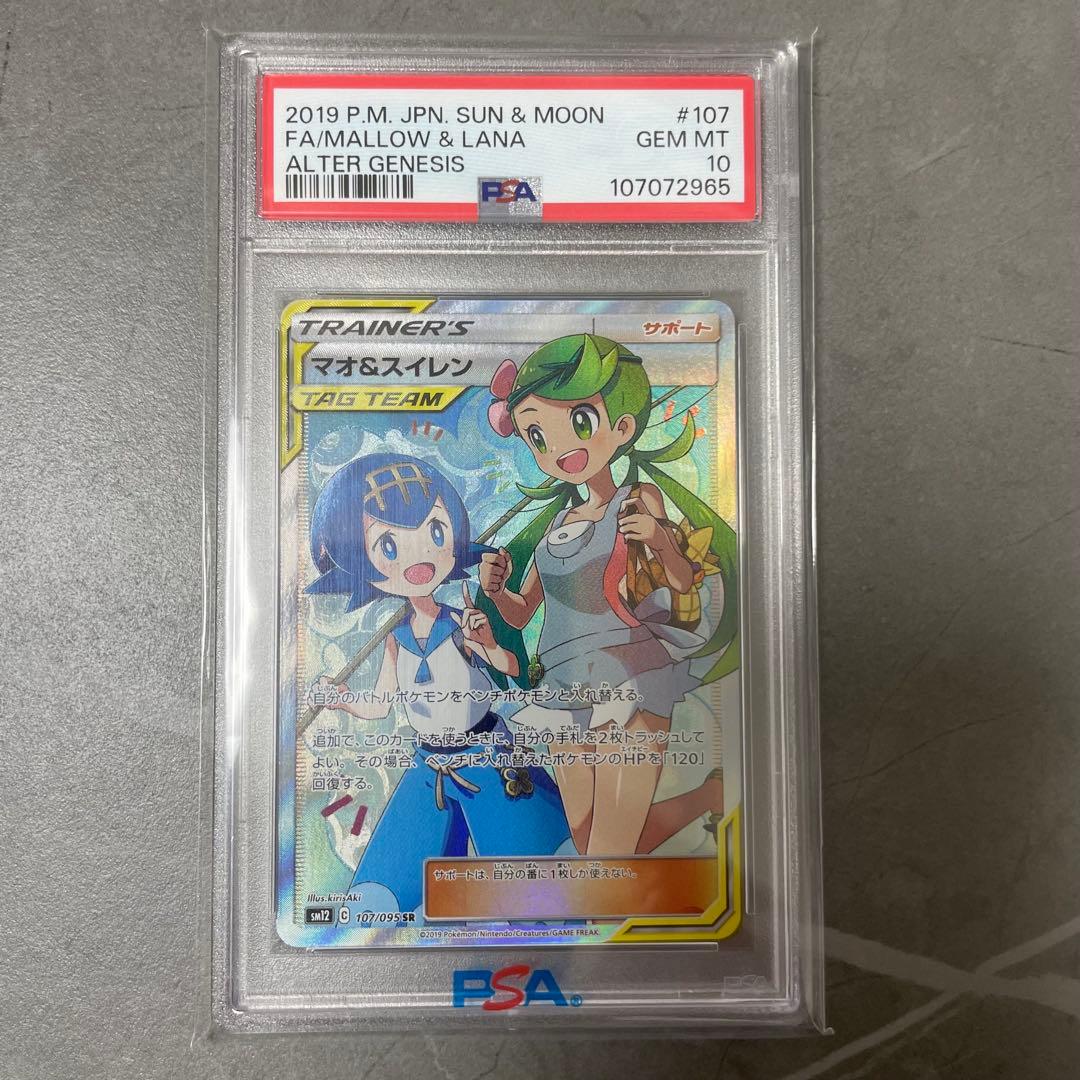 2019 P.M. JPN. SUN & MOON #107
FA/MALLOW & LANA GEM MT
ALTER GENESIS 10
PSA 107072965
TRAINER'S サポート
マオ&スイレン
TAG TEAM
自分のバトルポケモンをベンチポケモンと入れ替える。
追加で、このカードを使うときに、自分の手札を2枚トラッシュして
よい。その場合、ベンチに入れ替えたポケモンのHPを「120」
回復する。
サポートは、自分の番に1枚しか使えない。
Illus.kirisAki
sm12 C 107/095 SR
©2019 Pokémon/Nintendo/Creatures/GAME FREAK.
PSA®
PSA